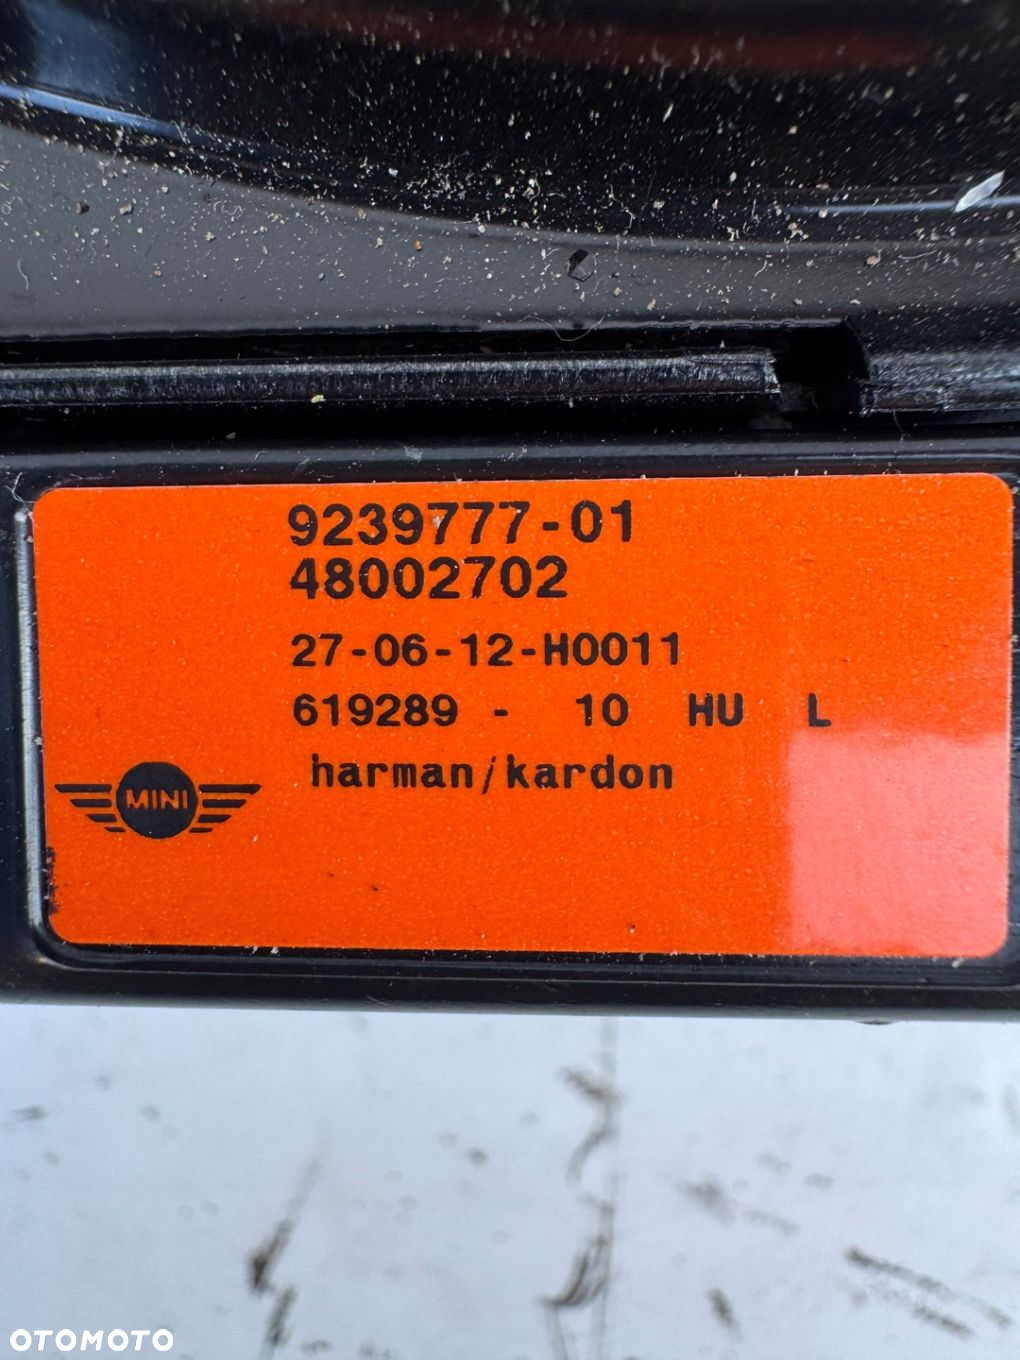 9239777-01
48002702
27-06-12-H0011
619289 - 10 HU L
harman/kardon
MINI
OTOMOTO